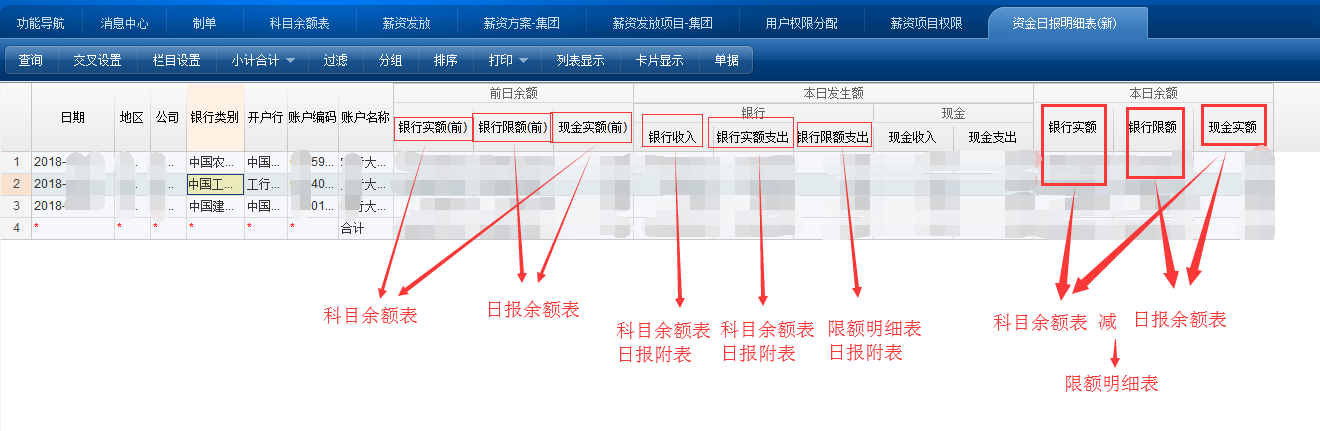 功能导航 消息中心 制单 科目余额表 薪资发放 薪资方案-集团 薪资发放项目-集团 用户权限分配 薪资项目权限 资金日报明细表(新)
查询 交叉设置 栏目设置 小计合计 过滤 分组 排序 打印 列表显示 卡片显示 单据
前日余额 本日发生额 本日余额
银行 现金
日期 地区 公司 银行类别 开户行 账户编码 账户名称 银行实额(前) 银行限额(前) 现金实额(前) 银行收入 银行实额支出 银行限额支出 现金收入 现金支出 银行实额 银行限额 现金实额
1 2018- .. ... 中国农... 中国... 59... 行大...
2 2018- .. ... 中国工... 工行... 40... 行大...
3 2018- .. ... 中国建... 中国... 01... 行大...
4 * * * * * * 合计
科目余额表 日报余额表
科目余额表 科目余额表 限额明细表
日报附表 日报附表 日报附表
科目余额表 减 日报余额表
限额明细表